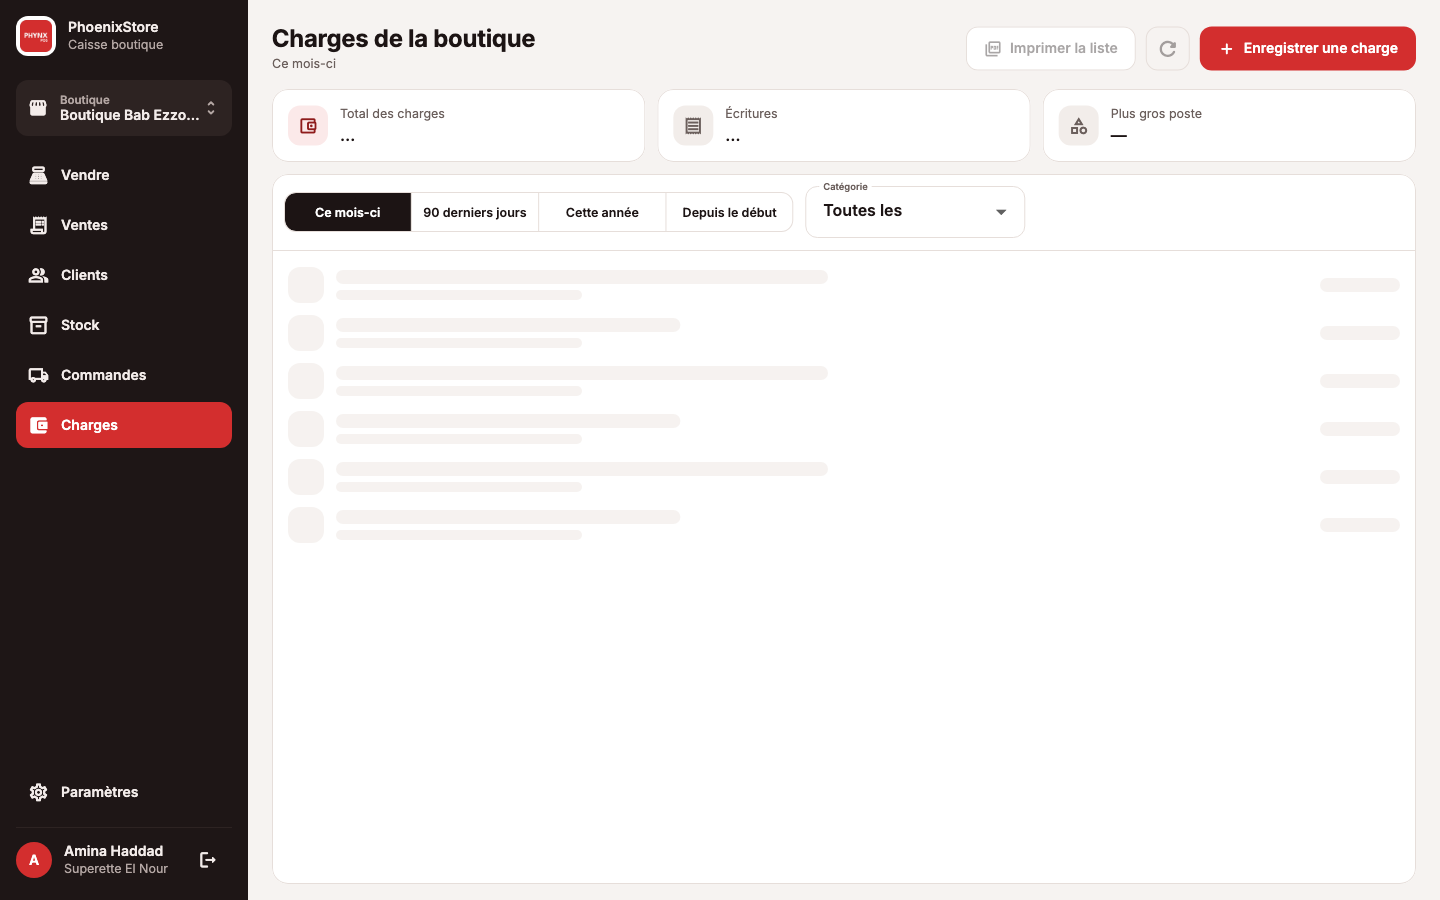 PHYNX
POS
PhoenixStore
Caisse boutique
Boutique
Boutique Bab Ezzo...
Vendre
Ventes
Clients
Stock
Commandes
Charges
Paramètres
A
Amina Haddad
Superette El Nour
Charges de la boutique
Ce mois-ci
Imprimer la liste
Enregistrer une charge
Total des charges
...
Écritures
...
Plus gros poste
—
Ce mois-ci
90 derniers jours
Cette année
Depuis le début
Catégorie
Toutes les